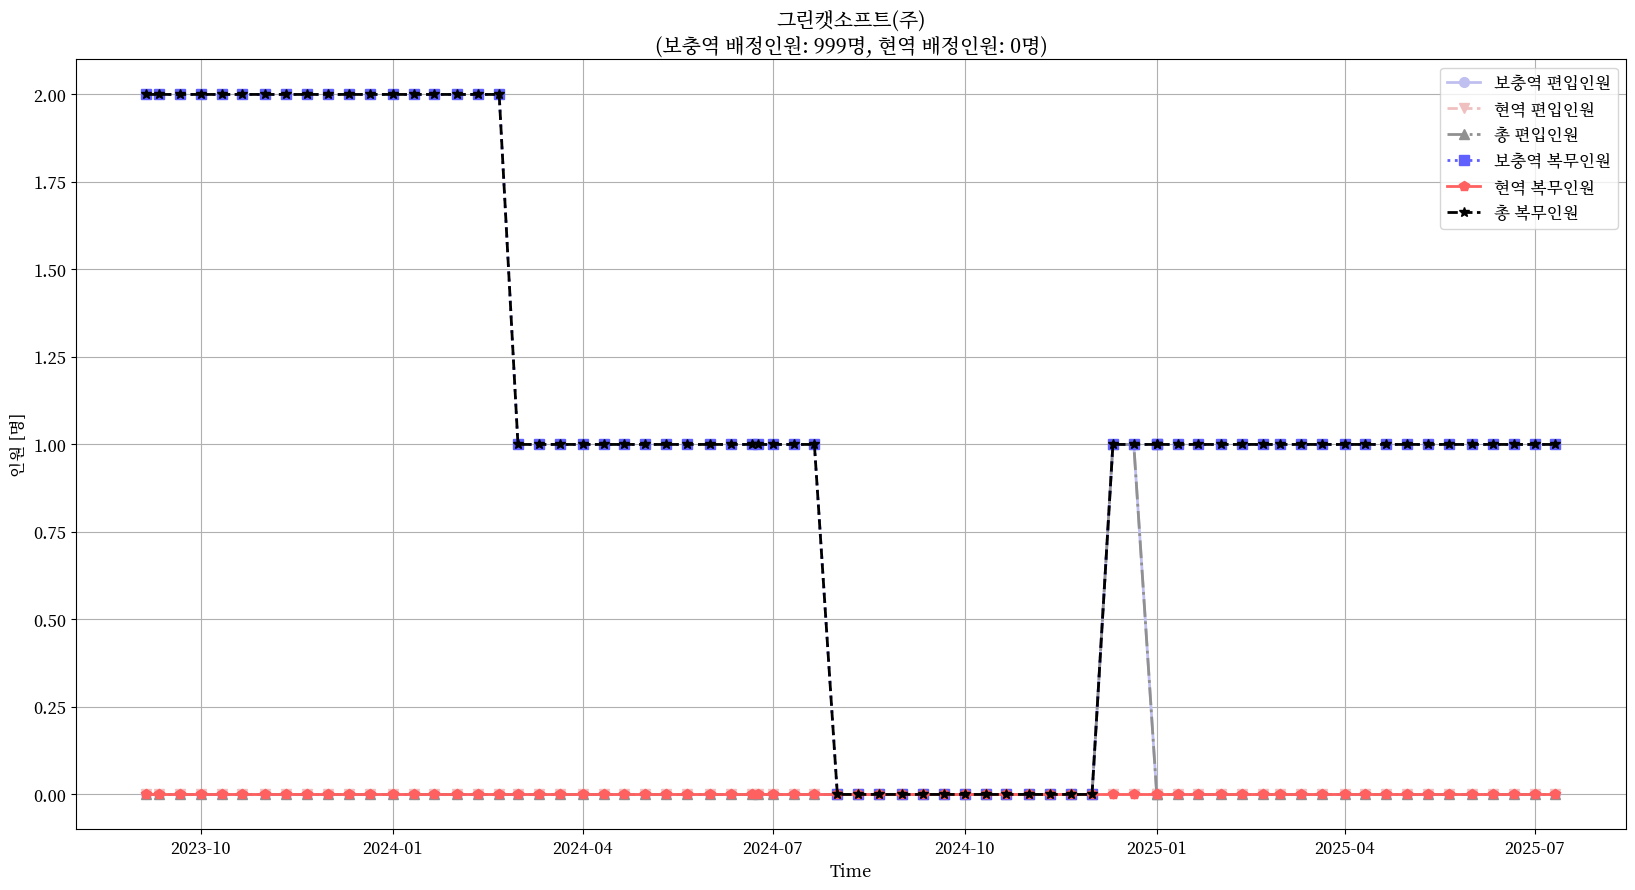 그린캣소프트(주)
(보충역 배정인원: 999명, 현역 배정인원: 0명)
보충역 편입인원
현역 편입인원
총 편입인원
보충역 복무인원
현역 복무인원
총 복무인원
인원 [명]
2.00
1.75
1.50
1.25
1.00
0.75
0.50
0.25
0.00
2023-10
2024-01
2024-04
2024-07
2024-10
2025-01
2025-04
2025-07
Time